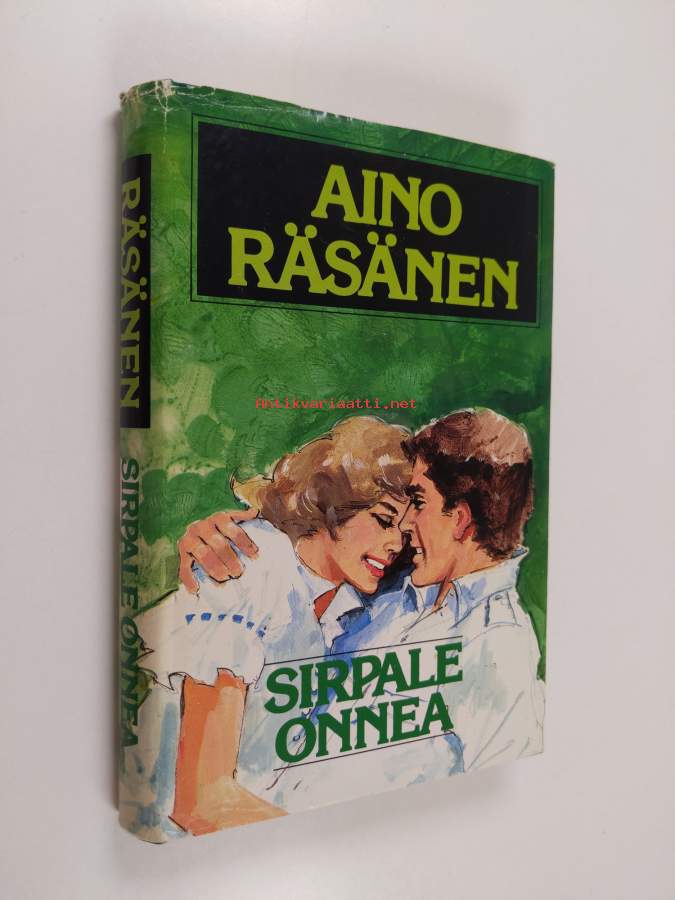 AINO
RÄSÄNEN
Antikvariaatti.net
SIRPALE
ONNEA
RÄSÄNEN
SIRPALE ONNEA